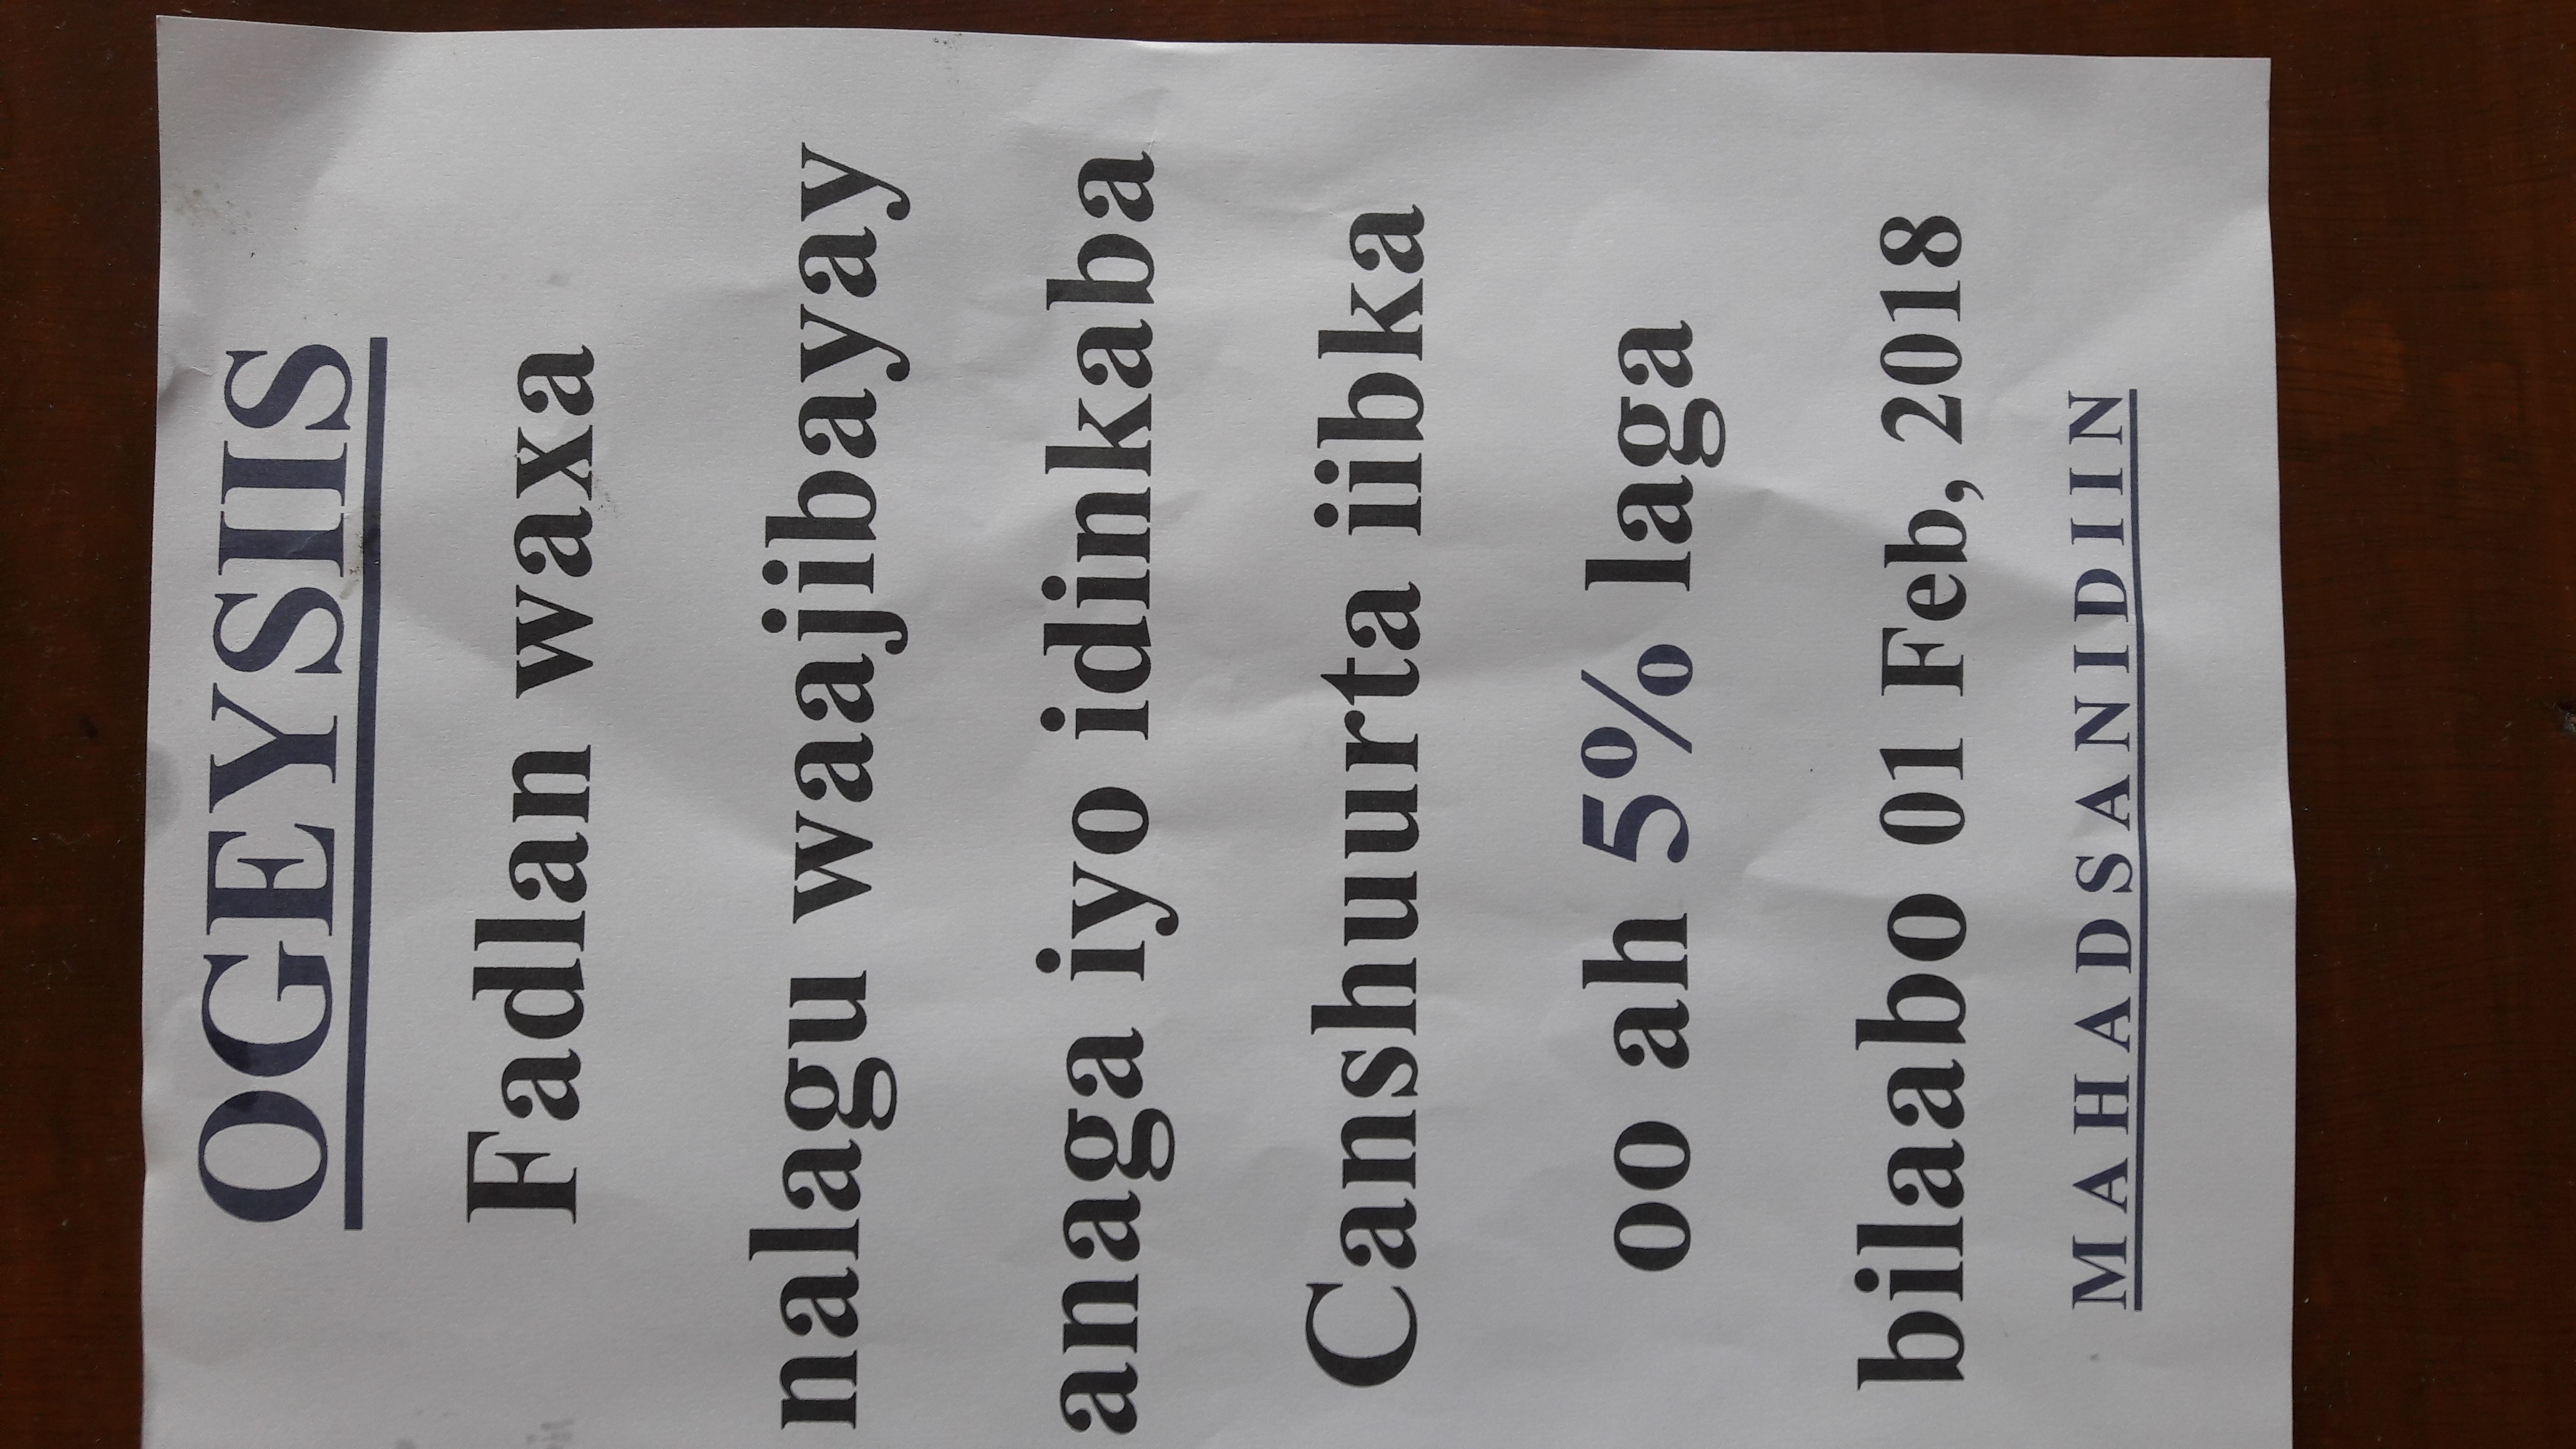 OGEYSIIS
Fadlan waxa
nalagu waajibayay
anaga iyo idinkaba
Canshuurta iibka
oo ah 5% laga
bilaabo 01 Feb, 2018
MAHADSANIDIIN